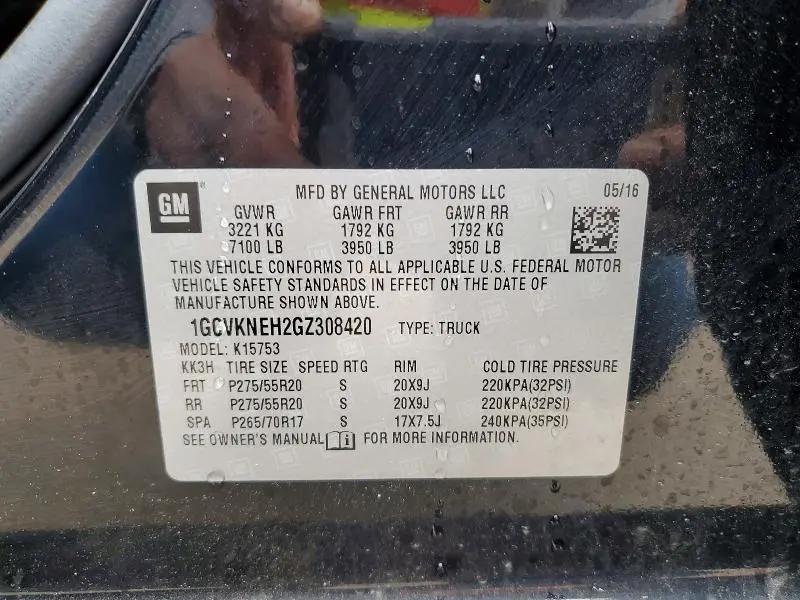 GM
MFD BY GENERAL MOTORS LLC 05/16
GVWR GAWR FRT GAWR RR
3221 KG 1792 KG 1792 KG
7100 LB 3950 LB 3950 LB
THIS VEHICLE CONFORMS TO ALL APPLICABLE U.S. FEDERAL MOTOR
VEHICLE SAFETY STANDARDS IN EFFECT ON THE DATE OF
MANUFACTURE SHOWN ABOVE.
1GCVKNEH2GZ308420 TYPE: TRUCK
MODEL: K15753
KK3H TIRE SIZE SPEED RTG RIM COLD TIRE PRESSURE
FRT P275/55R20 S 20X9J 220KPA(32PSI)
RR P275/55R20 S 20X9J 220KPA(32PSI)
SPA P265/70R17 S 17X7.5J 240KPA(35PSI)
SEE OWNER'S MANUAL i FOR MORE INFORMATION.